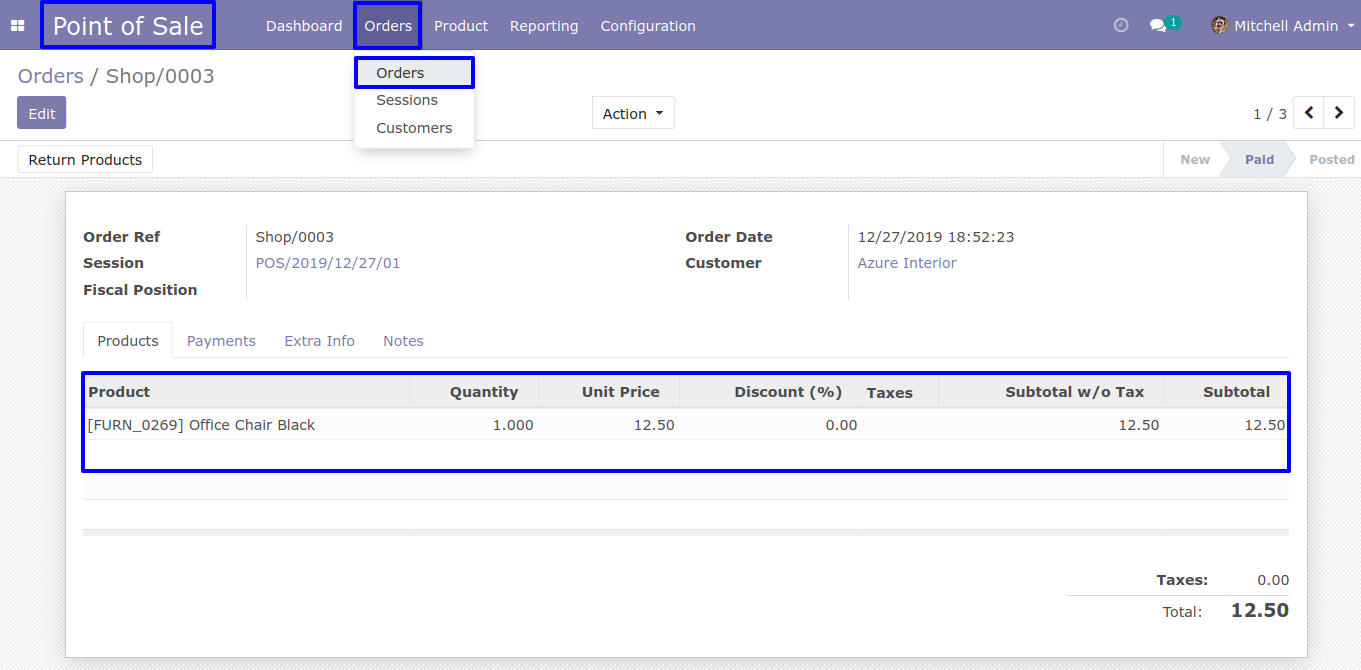 Point of Sale Dashboard Orders Product Reporting Configuration 1 Mitchell Admin
Orders / Shop/0003
Orders
Sessions
Customers
Edit Action 1 / 3
Return Products New Paid Posted
Order Ref Shop/0003 Order Date 12/27/2019 18:52:23
Session POS/2019/12/27/01 Customer Azure Interior
Fiscal Position
Products Payments Extra Info Notes
Product Quantity Unit Price Discount (%) Taxes Subtotal w/o Tax Subtotal
[FURN_0269] Office Chair Black 1.000 12.50 0.00 12.50 12.50
Taxes: 0.00
Total: 12.50